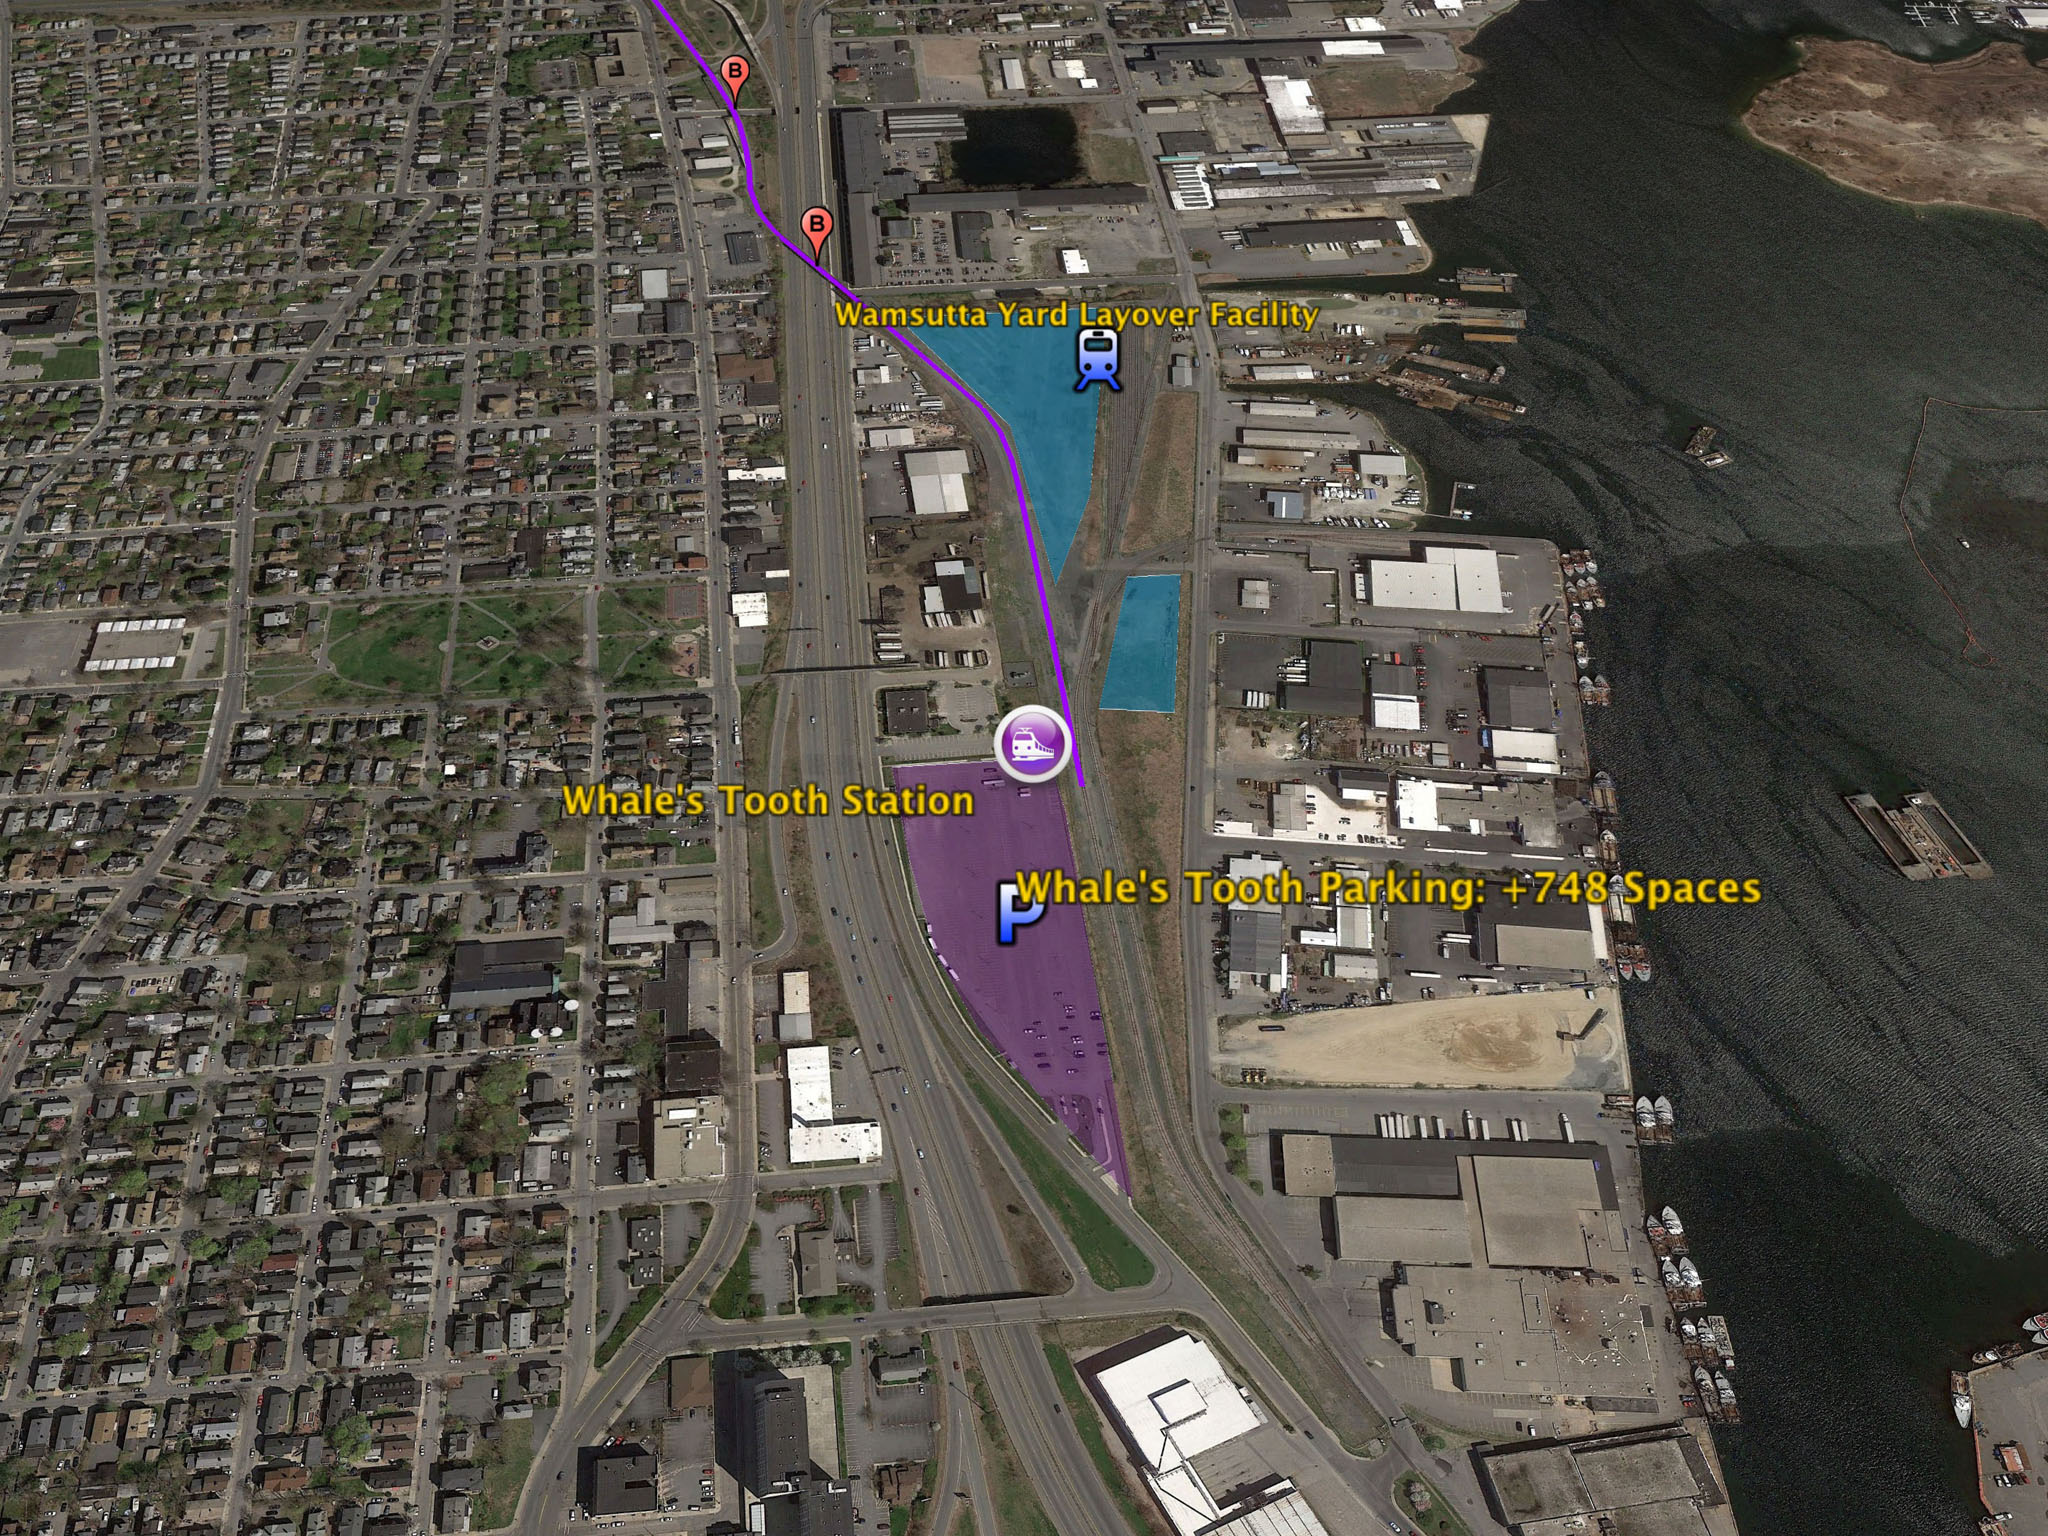 B
B
Wamsutta Yard Layover Facility
Whale's Tooth Station
P
Whale's Tooth Parking: +748 Spaces